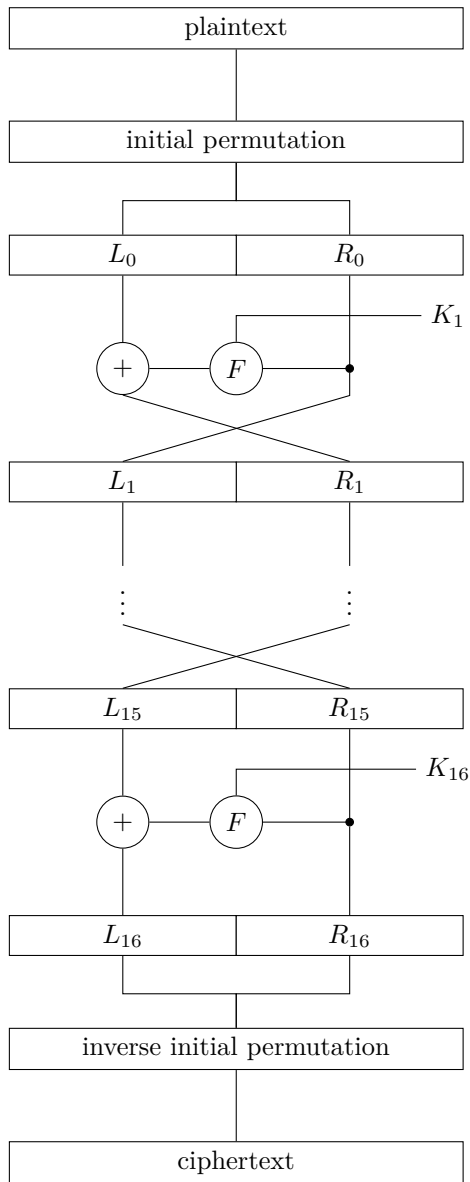 plaintext
initial permutation
L₀ R₀
K₁
+ F
L₁ R₁
⋮ ⋮
L₁₅ R₁₅
K₁₆
+ F
L₁₆ R₁₆
inverse initial permutation
ciphertext